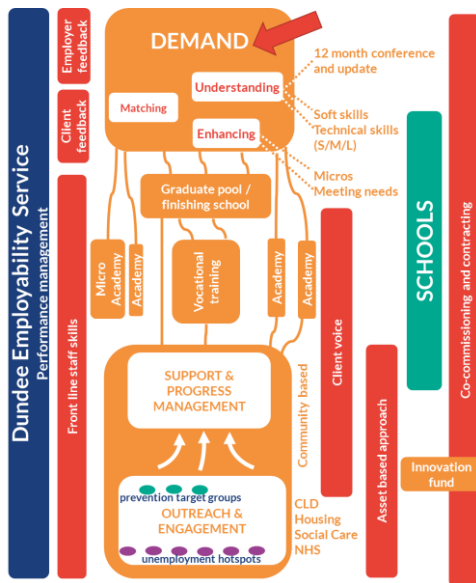 Dundee Employability Service
Performance management
Employer
feedback
Client
feedback
Front line staff skills
DEMAND
Understanding
Matching
Enhancing
12 month conference
and update
Soft skills
Technical skills
(S/M/L)
Micros
Meeting needs
Graduate pool /
finishing school
Micro
Academy
Academy
Vocational
training
Academy
Academy
SUPPORT &
PROGRESS
MANAGEMENT
Community based
prevention target groups
OUTREACH &
ENGAGEMENT
unemployment hotspots
CLD
Housing
Social Care
NHS
Client voice
Asset based approach
SCHOOLS
Innovation
fund
Co-commissioning and contracting